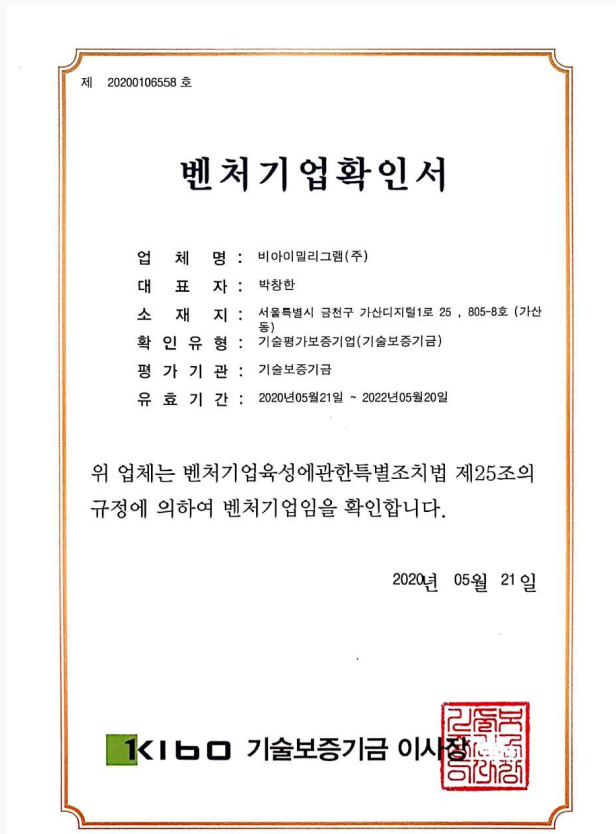 제 20200106558 호
벤처기업확인서
업 체 명 : 비아이밀리그램(주)
대 표 자 : 박창한
소 재 지 : 서울특별시 금천구 가산디지털1로 25 , 805-8호 (가산
동)
확 인 유 형 : 기술평가보증기업(기술보증기금)
평 가 기 관 : 기술보증기금
유 효 기 간 : 2020년05월21일 ~ 2022년05월20일
위 업체는 벤처기업육성에관한특별조치법 제25조의
규정에 의하여 벤처기업임을 확인합니다.
2020년 05월 21일
KIBO 기술보증기금 이사장